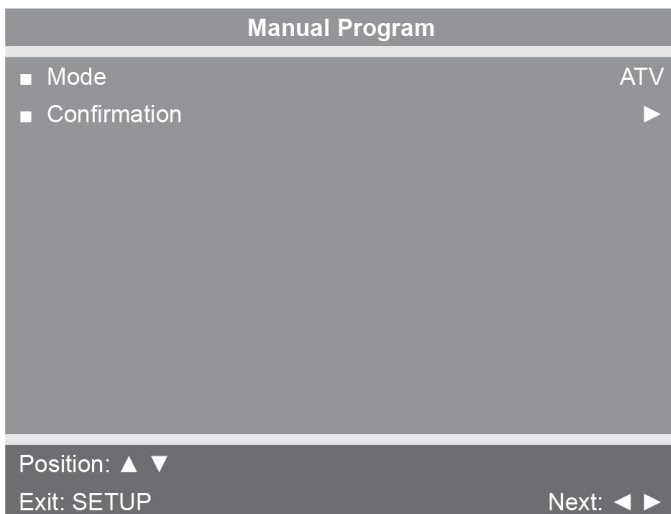 Manual Program
■ Mode ATV
■ Confirmation ►
Position: ▲ ▼
Exit: SETUP Next: ◄ ►